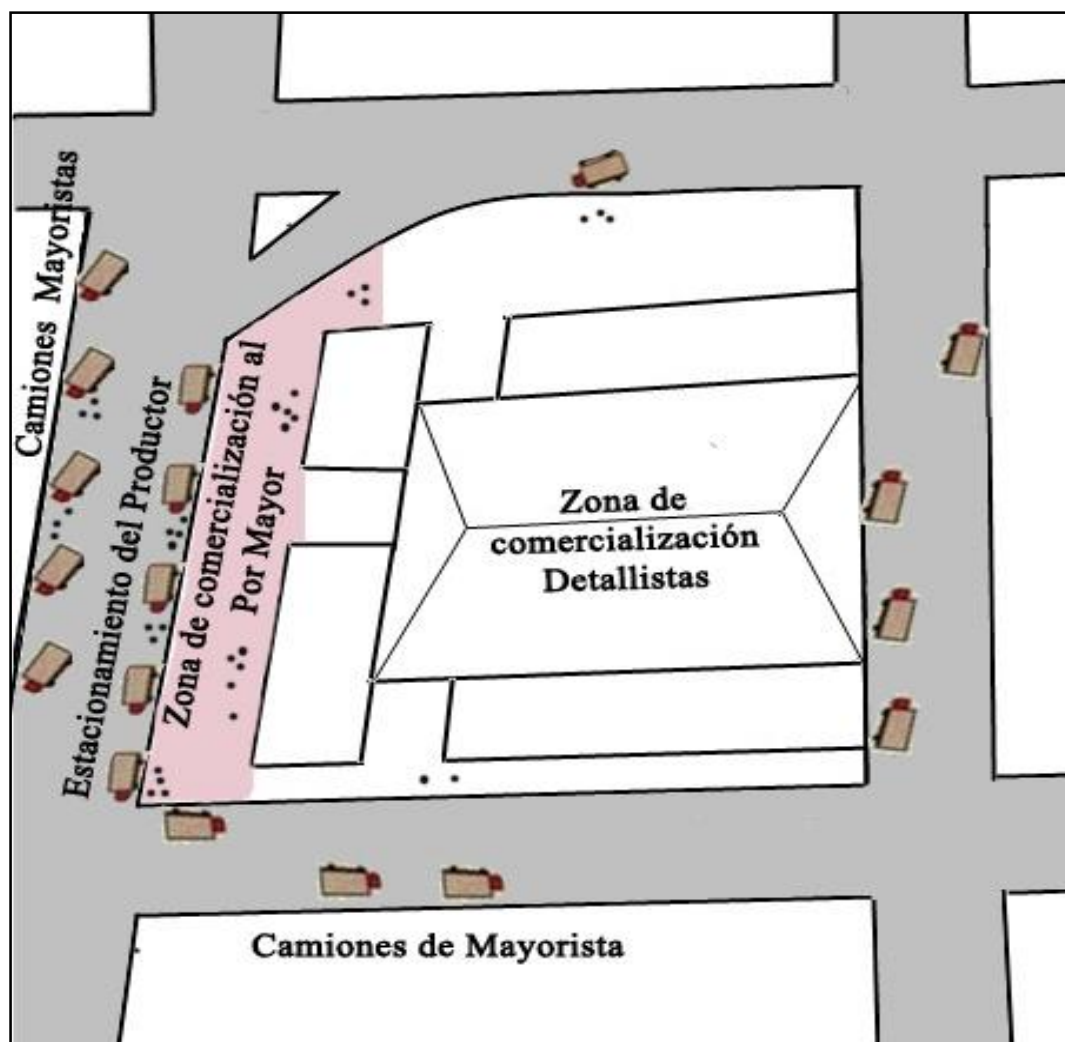 Camiones Mayoristas
Estacionamiento del Productor
Zona de comercialización al
Por Mayor
Zona de
comercialización
Detallistas
Camiones de Mayorista